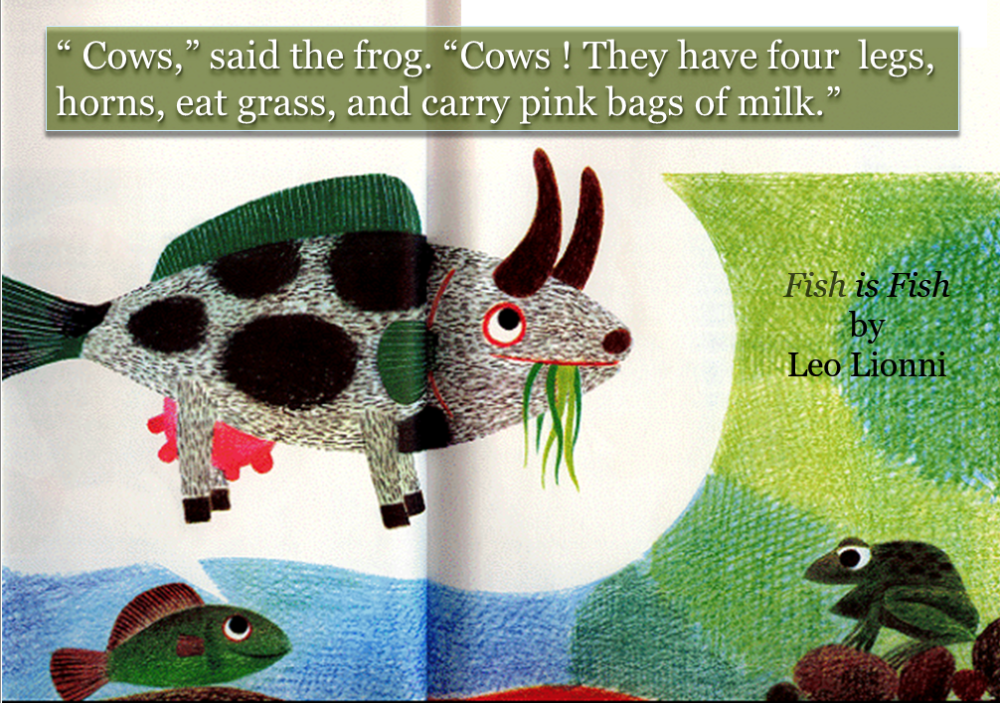 “ Cows,” said the frog. “Cows ! They have four  legs,
horns, eat grass, and carry pink bags of milk.”
Fish is Fish
by
Leo Lionni